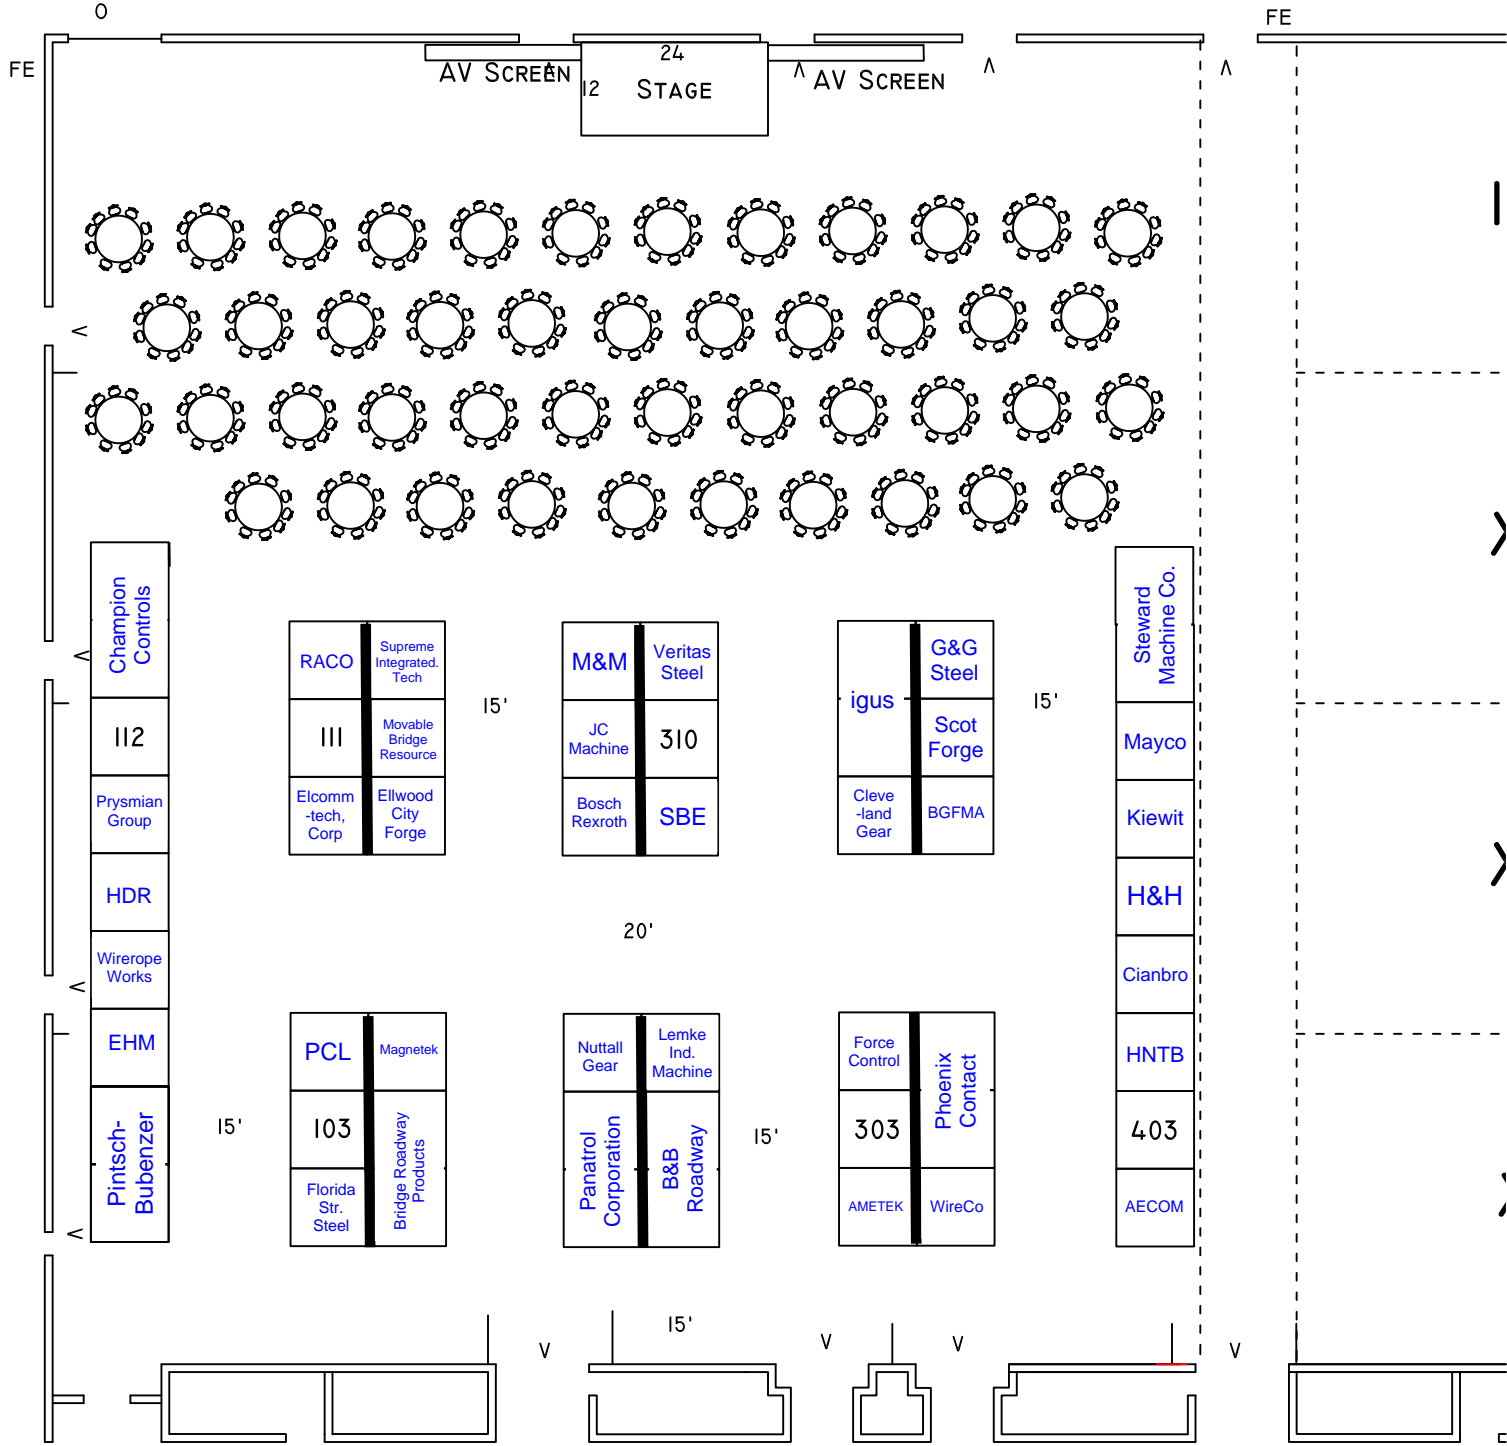 O
FE
FE
AV SCREEN
24
12
STAGE
AV SCREEN
Champion
Controls
112
Prysmian
Group
HDR
Wirerope
Works
EHM
Pintsch-
Bubenzer
RACO
Supreme
Integrated.
Tech
111
Movable
Bridge
Resource
Elcomm
-tech,
Corp
Ellwood
City
Forge
15'
M&M
Veritas
Steel
JC
Machine
310
Bosch
Rexroth
SBE
igus
G&G
Steel
Scot
Forge
Cleve
-land
Gear
BGFMA
15'
Steward
Machine Co.
Mayco
Kiewit
H&H
Cianbro
HNTB
403
AECOM
20'
15'
PCL
Magnetek
103
Bridge Roadway
Products
Florida
Str.
Steel
Nuttall
Gear
Lemke
Ind.
Machine
Panatrol
Corporation
B&B
Roadway
15'
Force
Control
Phoenix
Contact
303
AMETEK
WireCo
15'